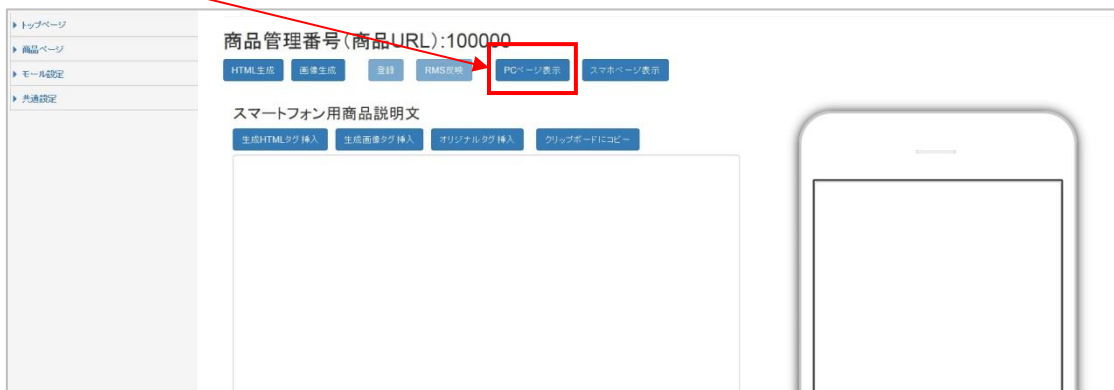 トップページ
商品ページ
モール設定
共通設定
商品管理番号(商品URL):100000
HTML生成 画像生成 登録 RMS反映 PCページ表示 スマホページ表示
スマートフォン用商品説明文
生成HTMLタグ挿入 生成画像タグ挿入 オリジナルタグ挿入 クリップボードにコピー